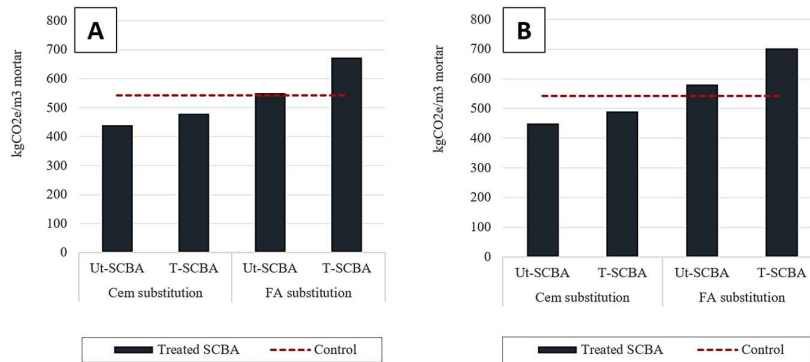 A
kgCO2e/m3 mortar
800
700
600
500
400
300
200
100
0
Ut-SCBA T-SCBA Ut-SCBA T-SCBA
Cem substitution FA substitution
Treated SCBA Control
B
kgCO2e/m3 mortar
800
700
600
500
400
300
200
100
0
Ut-SCBA T-SCBA Ut-SCBA T-SCBA
Cem substitution FA substitution
Treated SCBA Control